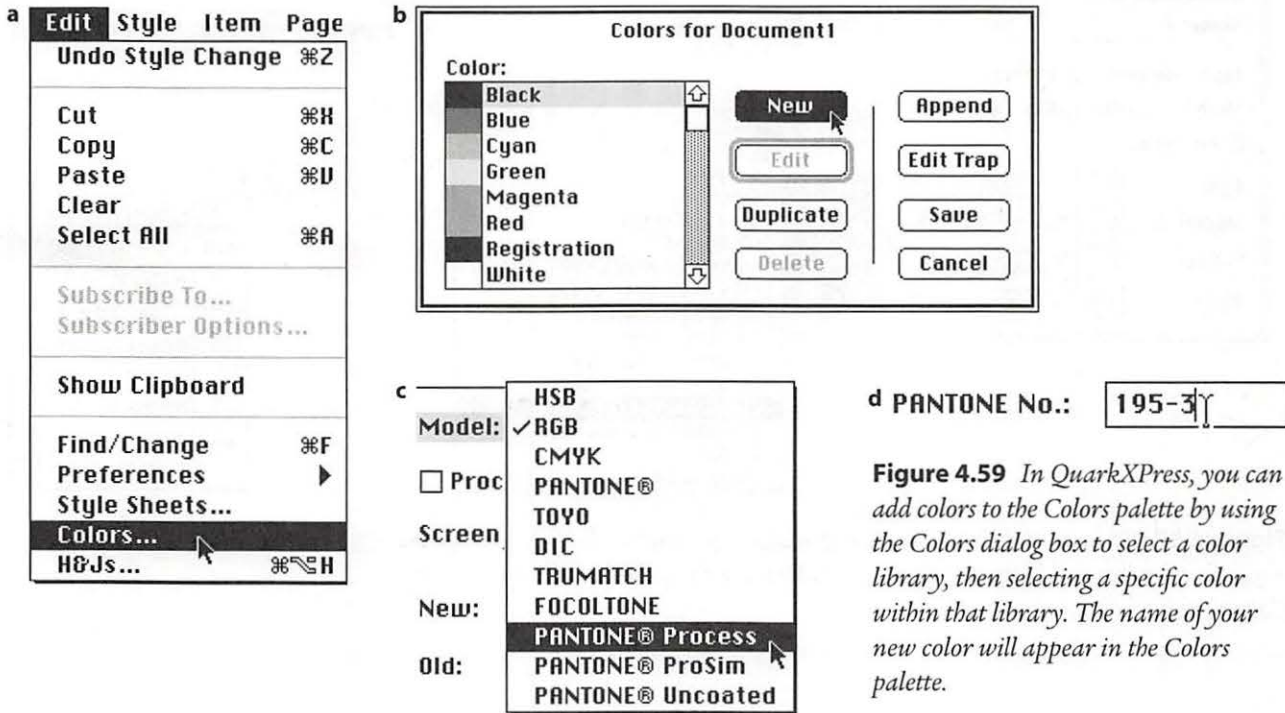 a
Edit Style Item Page
Undo Style Change ⌘Z
Cut ⌘X
Copy ⌘C
Paste ⌘V
Clear
Select All ⌘A
Subscribe To...
Subscriber Options...
Show Clipboard
Find/Change ⌘F
Preferences ▶
Style Sheets...
Colors...
H&Js... ⌘⌥H
b
Colors for Document1
Color:
Black
Blue
Cyan
Green
Magenta
Red
Registration
White
New
Edit
Duplicate
Delete
Append
Edit Trap
Save
Cancel
c
Model:
Proc
Screen
New:
Old:
HSB
✓RGB
CMYK
PANTONE®
TOYO
DIC
TRUMATCH
FOCOLTONE
PANTONE® Process
PANTONE® ProSim
PANTONE® Uncoated
d PANTONE No.: 195-3
Figure 4.59 In QuarkXPress, you can
add colors to the Colors palette by using
the Colors dialog box to select a color
library, then selecting a specific color
within that library. The name of your
new color will appear in the Colors
palette.